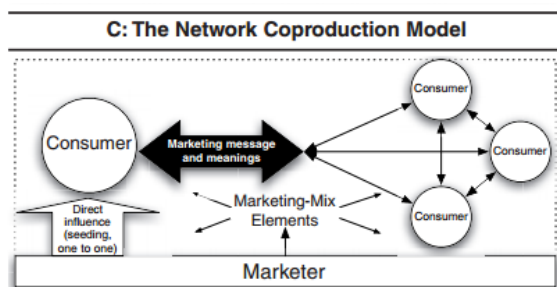 C: The Network Coproduction Model
Consumer
Consumer
Marketing message
and meanings
Consumer
Consumer
Direct
influence
(seeding,
one to one)
Marketing-Mix
Elements
Marketer